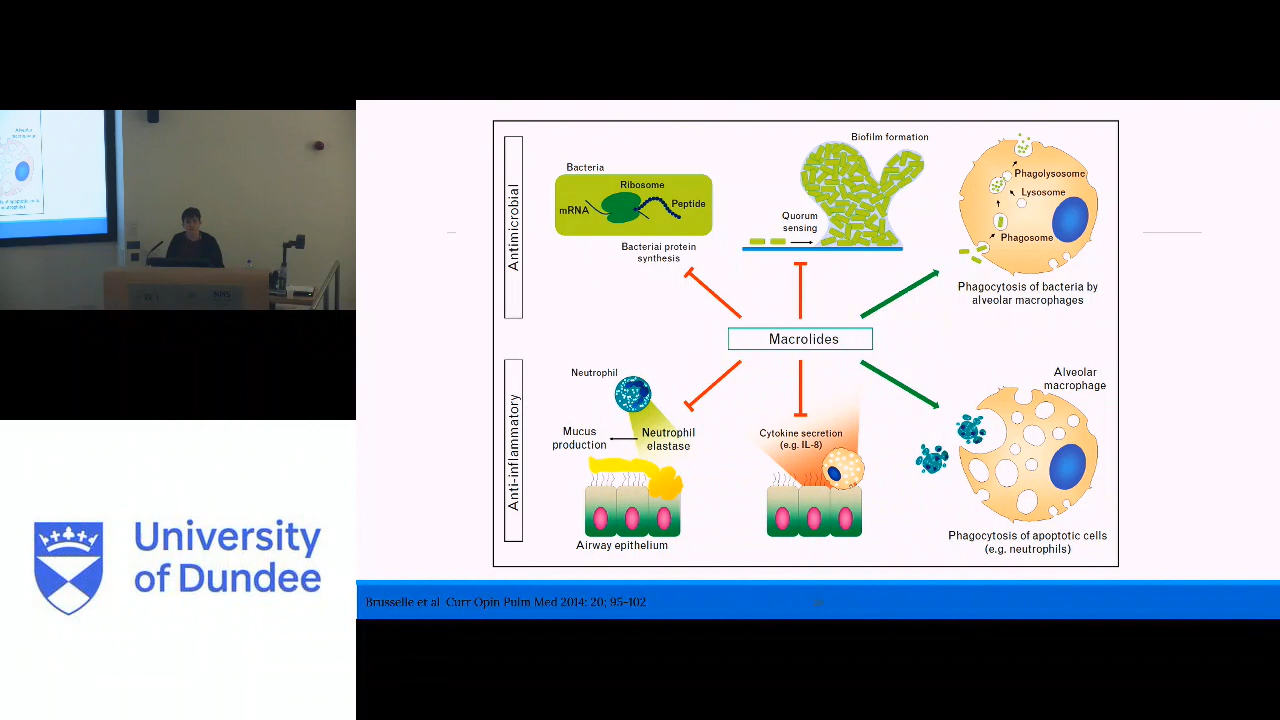 Antimicrobial
Bacteria
Ribosome
mRNA
Peptide
Bacteriai protein
synthesis
Biofilm formation
Quorum
sensing
Phagolysosome
Lysosome
Phagosome
Phagocytosis of bacteria by
alveolar macrophages
Macrolides
Anti-inflammatory
Neutrophil
Mucus
production
Neutrophil
elastase
Airway epithelium
Cytokine secretion
(e.g. IL-8)
Alveolar
macrophage
Phagocytosis of apoptotic cells
(e.g. neutrophils)
Brusselle et al Curr Opin Pulm Med 2014; 20; 95-102
University
of Dundee
NHS